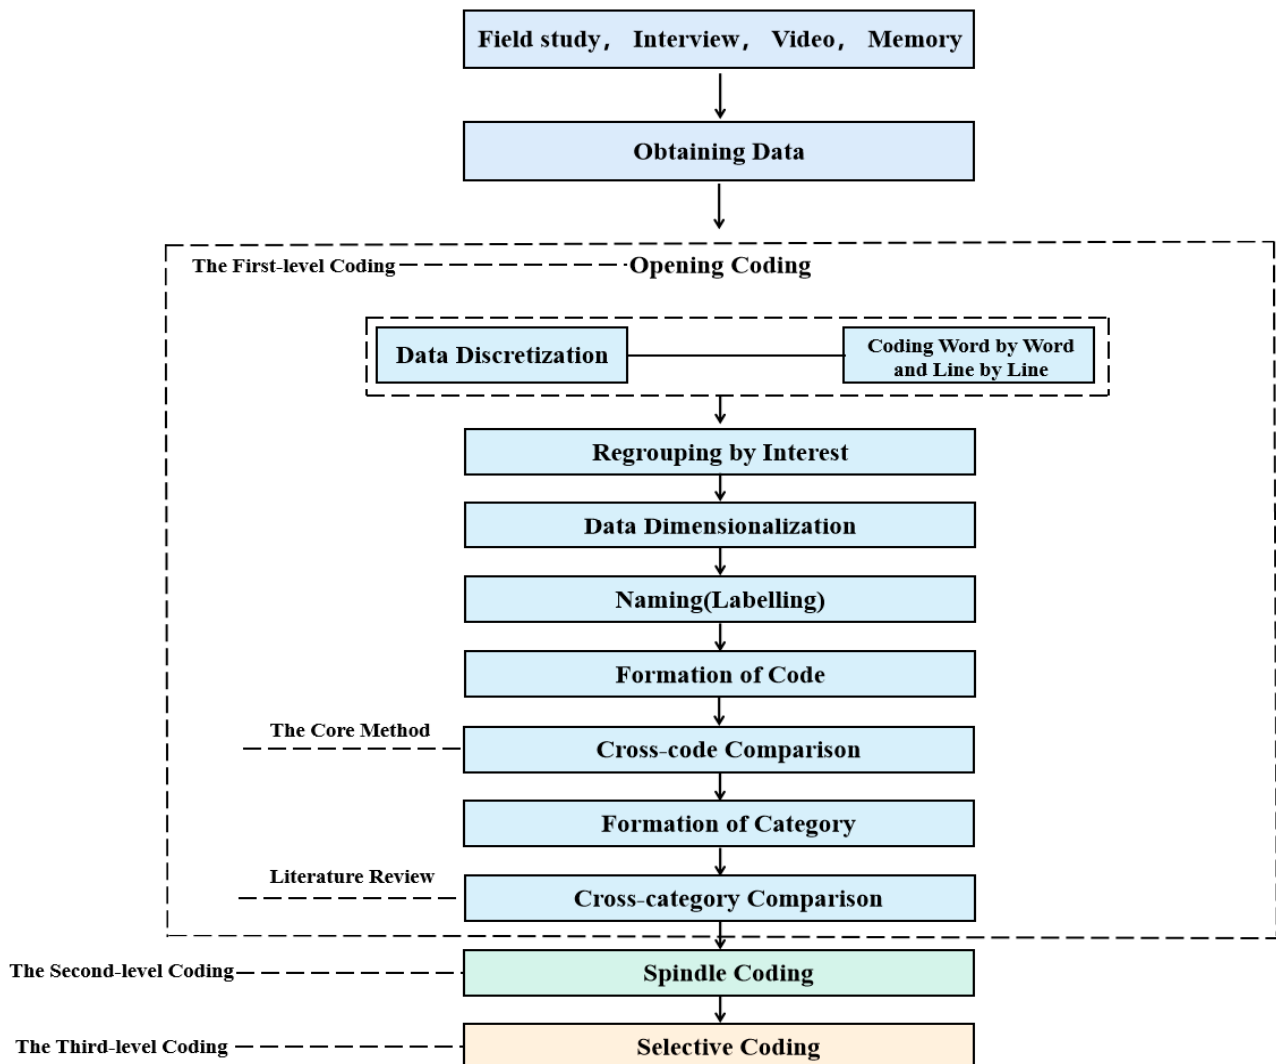 Field study, Interview, Video, Memory
Obtaining Data
The First-level Coding
Opening Coding
Data Discretization
Coding Word by Word
and Line by Line
Regrouping by Interest
Data Dimensionalization
Naming(Labelling)
Formation of Code
The Core Method
Cross-code Comparison
Formation of Category
Literature Review
Cross-category Comparison
The Second-level Coding
Spindle Coding
The Third-level Coding
Selective Coding